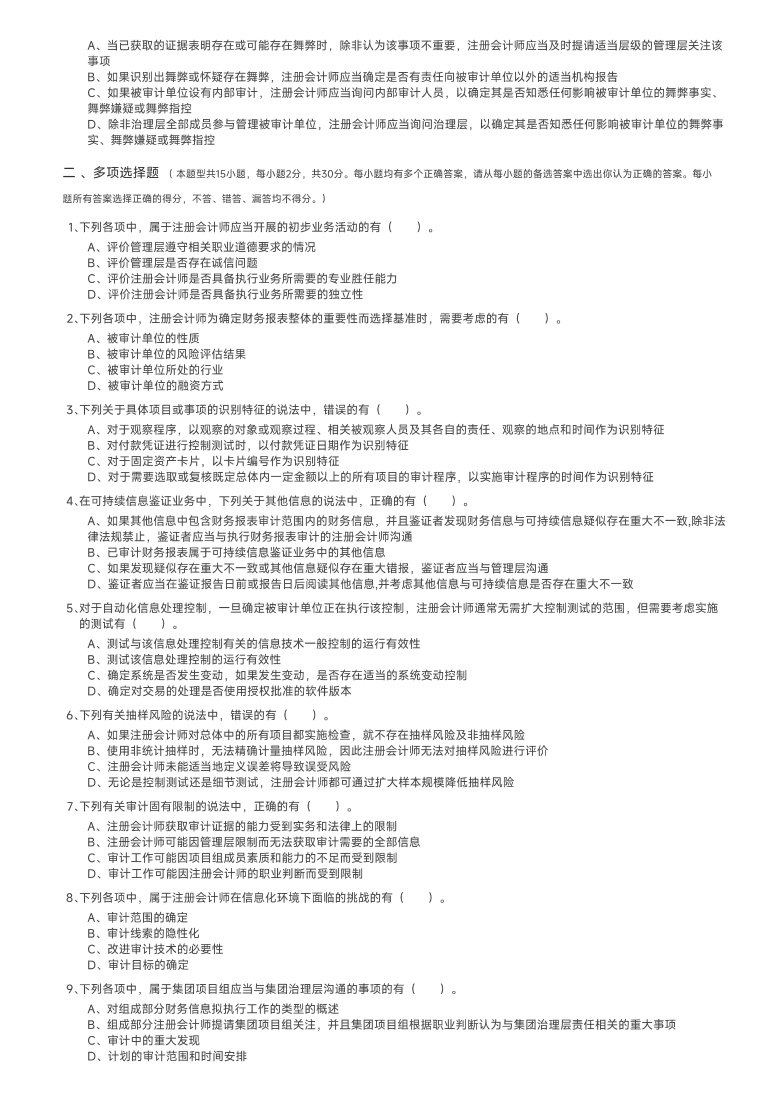 A、当已获取的证据表明存在或可能存在舞弊时，除非认为该事项不重要，注册会计师应当及时提请适当层级的管理层关注该
事项
B、如果识别出舞弊或怀疑存在舞弊，注册会计师应当确定是否有责任向被审计单位以外的适当机构报告
C、如果被审计单位设有内部审计，注册会计师应当询问内部审计人员，以确定其是否知悉任何影响被审计单位的舞弊事实、
舞弊嫌疑或舞弊指控
D、除非治理层全部成员参与管理被审计单位，注册会计师应当询问治理层，以确定其是否知悉任何影响被审计单位的舞弊事
实、舞弊嫌疑或舞弊指控
二 、多项选择题 （ 本题型共15小题，每小题2分，共30分。每小题均有多个正确答案，请从每小题的备选答案中选出你认为正确的答案。每小
题所有答案选择正确的得分，不答、错答、漏答均不得分。）
1、下列各项中，属于注册会计师应当开展的初步业务活动的有（　　）。
A、评价管理层遵守相关职业道德要求的情况
B、评价管理层是否存在诚信问题
C、评价注册会计师是否具备执行业务所需要的专业胜任能力
D、评价注册会计师是否具备执行业务所需要的独立性
2、下列各项中，注册会计师为确定财务报表整体的重要性而选择基准时，需要考虑的有（　　）。
A、被审计单位的性质
B、被审计单位的风险评估结果
C、被审计单位所处的行业
D、被审计单位的融资方式
3、下列关于具体项目或事项的识别特征的说法中，错误的有（　　）。
A、对于观察程序，以观察的对象或观察过程、相关被观察人员及其各自的责任、观察的地点和时间作为识别特征
B、对付款凭证进行控制测试时，以付款凭证日期作为识别特征
C、对于固定资产卡片，以卡片编号作为识别特征
D、对于需要选取或复核既定总体内一定金额以上的所有项目的审计程序，以实施审计程序的时间作为识别特征
4、在可持续信息鉴证业务中，下列关于其他信息的说法中，正确的有（　　）。
A、如果其他信息中包含财务报表审计范围内的财务信息，并且鉴证者发现财务信息与可持续信息疑似存在重大不一致,除非法
律法规禁止，鉴证者应当与执行财务报表审计的注册会计师沟通
B、已审计财务报表属于可持续信息鉴证业务中的其他信息
C、如果发现疑似存在重大不一致或其他信息疑似存在重大错报，鉴证者应当与管理层沟通
D、鉴证者应当在鉴证报告日前或报告日后阅读其他信息,并考虑其他信息与可持续信息是否存在重大不一致
5、对于自动化信息处理控制，一旦确定被审计单位正在执行该控制，注册会计师通常无需扩大控制测试的范围，但需要考虑实施
的测试有（　　）。
A、测试与该信息处理控制有关的信息技术一般控制的运行有效性
B、测试该信息处理控制的运行有效性
C、确定系统是否发生变动，如果发生变动，是否存在适当的系统变动控制
D、确定对交易的处理是否使用授权批准的软件版本
6、下列有关抽样风险的说法中，错误的有（　　）。
A、如果注册会计师对总体中的所有项目都实施检查，就不存在抽样风险及非抽样风险
B、使用非统计抽样时，无法精确计量抽样风险，因此注册会计师无法对抽样风险进行评价
C、注册会计师未能适当地定义误差将导致误受风险
D、无论是控制测试还是细节测试，注册会计师都可通过扩大样本规模降低抽样风险
7、下列有关审计固有限制的说法中，正确的有（　　）。
A、注册会计师获取审计证据的能力受到实务和法律上的限制
B、注册会计师可能因管理层限制而无法获取审计需要的全部信息
C、审计工作可能因项目组成员素质和能力的不足而受到限制
D、审计工作可能因注册会计师的职业判断而受到限制
8、下列各项中，属于注册会计师在信息化环境下面临的挑战的有（　　）。
A、审计范围的确定
B、审计线索的隐性化
C、改进审计技术的必要性
D、审计目标的确定
9、下列各项中，属于集团项目组应当与集团治理层沟通的事项的有（　　）。
A、对组成部分财务信息拟执行工作的类型的概述
B、组成部分注册会计师提请集团项目组关注，并且集团项目组根据职业判断认为与集团治理层责任相关的重大事项
C、审计中的重大发现
D、计划的审计范围和时间安排